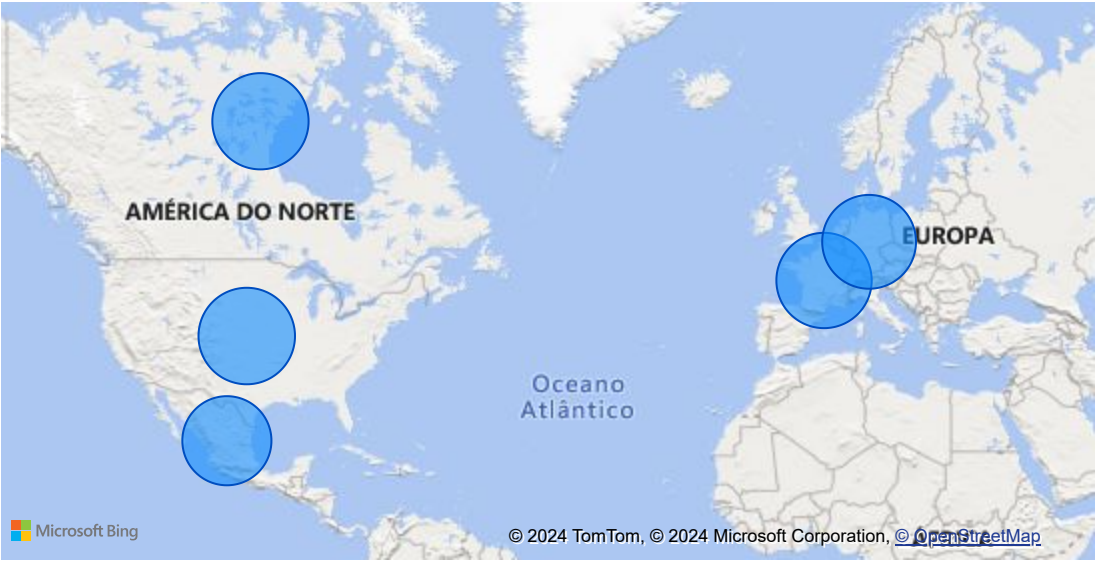 AMÉRICA DO NORTE
EUROPA
Oceano
Atlântico
Microsoft Bing
© 2024 TomTom, © 2024 Microsoft Corporation, © OpenStreetMap